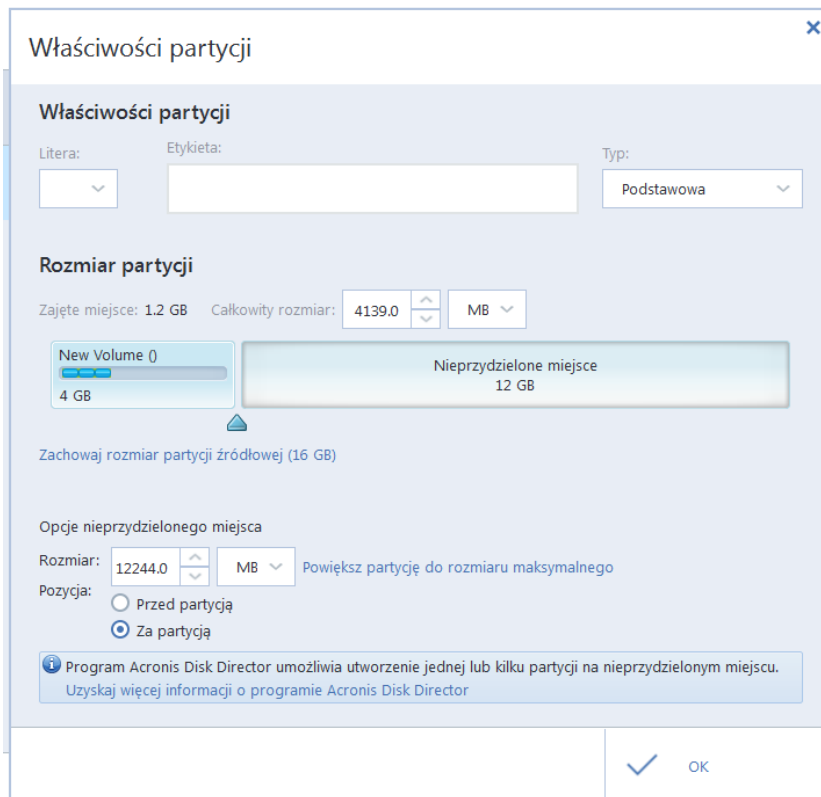 Właściwości partycji
Właściwości partycji
Litera:
Etykieta:
Typ:
Podstawowa
Rozmiar partycji
Zajęte miejsce: 1.2 GB Całkowity rozmiar: 4139.0 MB
New Volume ()
4 GB
Nieprzydzielone miejsce
12 GB
Zachowaj rozmiar partycji źródłowej (16 GB)
Opcje nieprzydzielonego miejsca
Rozmiar: 12244.0 MB Powiększ partycję do rozmiaru maksymalnego
Pozycja:
Przed partycją
Za partycją
Program Acronis Disk Director umożliwia utworzenie jednej lub kilku partycji na nieprzydzielonym miejscu.
Uzyskaj więcej informacji o programie Acronis Disk Director
OK